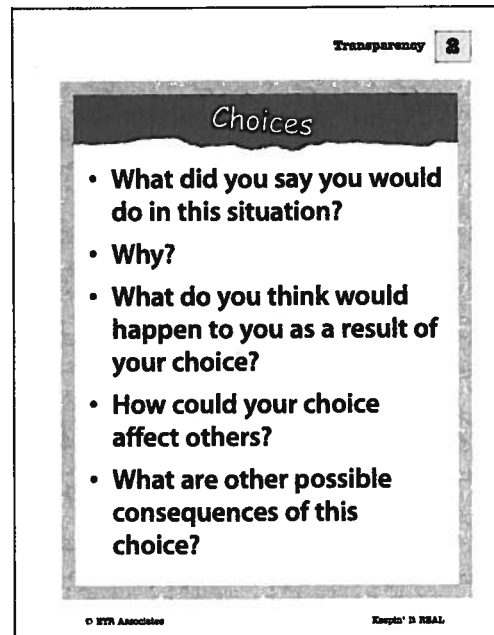 Transparency 2
Choices
• What did you say you would
do in this situation?
• Why?
• What do you think would
happen to you as a result of
your choice?
• How could your choice
affect others?
• What are other possible
consequences of this
choice?
© ETR Associates
Keepin' It REAL